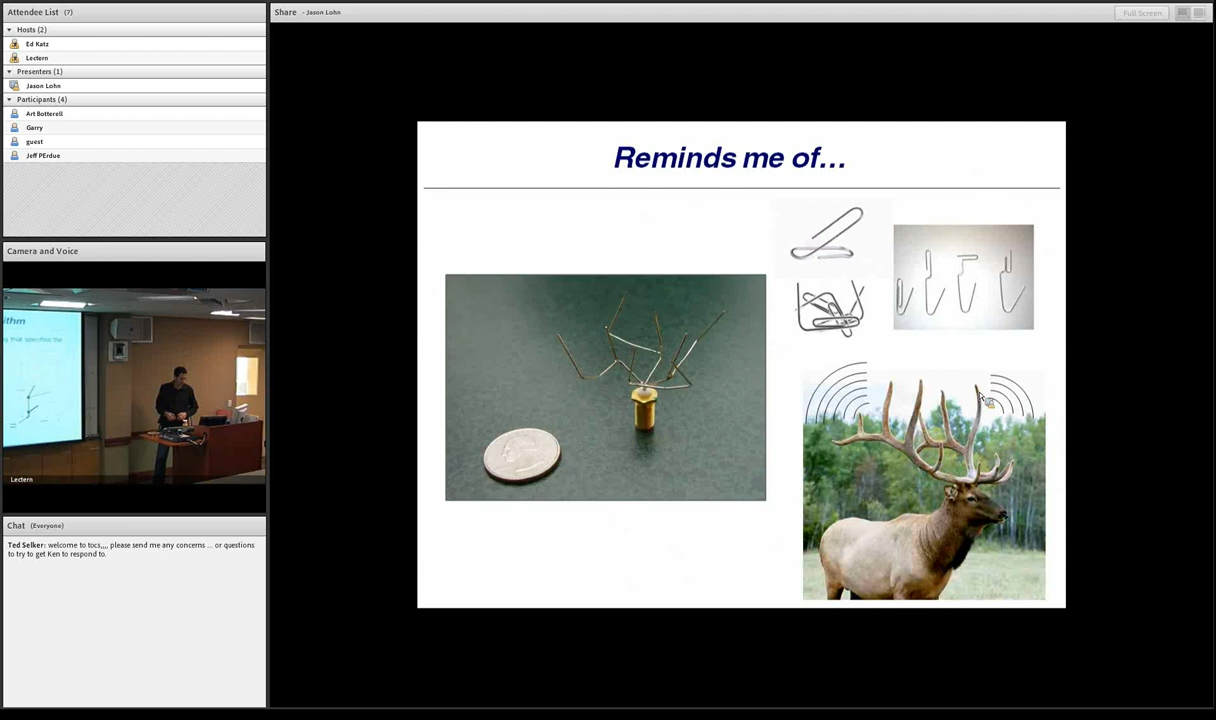 Attendee List (7)
Hosts (2)
Ed Katz
Lectern
Presenters (1)
Jason Lohn
Participants (4)
Art Botterell
Garry
guest
Jeff PErdue
Camera and Voice
Lectern
Chat (Everyone)
Ted Selker: welcome to tocs,,,, please send me any concerns ... or questions
to try to get Ken to respond to.
Share - Jason Lohn
Full Screen
Reminds me of...